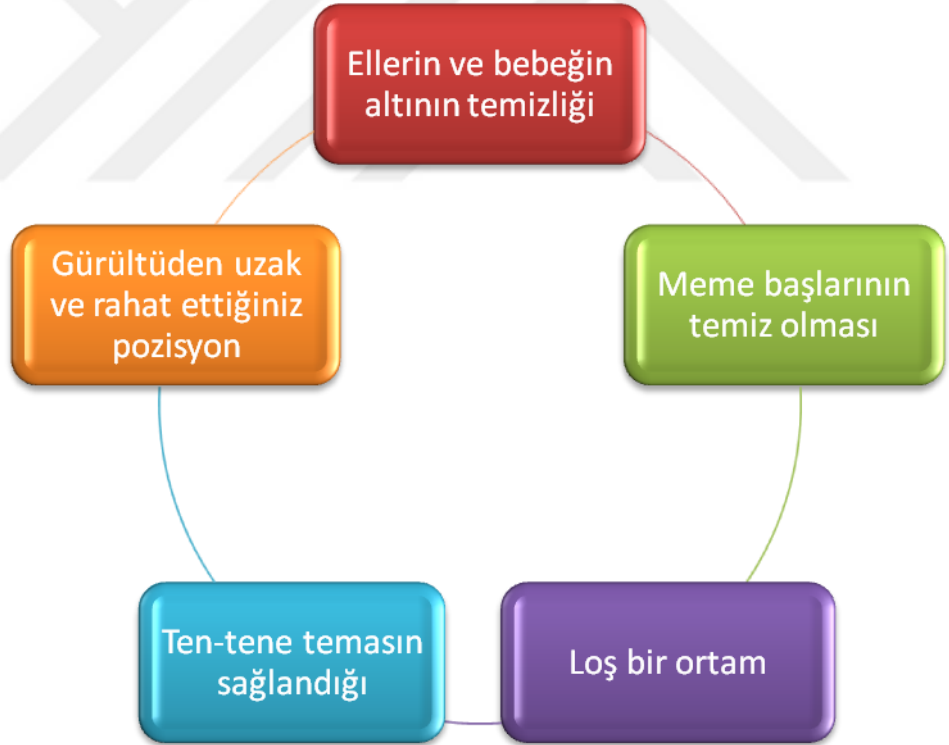 Ellerin ve bebeğin
altının temizliği
Meme başlarının
temiz olması
Loş bir ortam
Ten-tene temasın
sağlandığı
Gürültüden uzak
ve rahat ettiğiniz
pozisyon